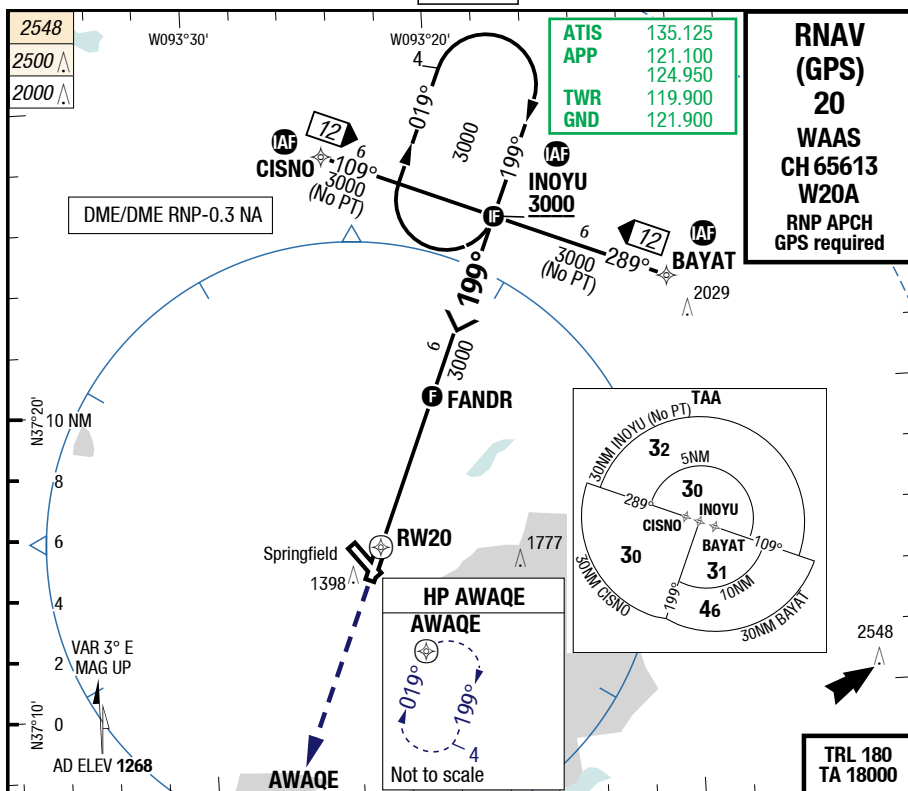 2548
2500
2000
W093°30'
W093°20'
ATIS 135.125
APP 121.100
124.950
TWR 119.900
GND 121.900
RNAV
(GPS)
20
WAAS
CH 65613
W20A
RNP APCH
GPS required
4
019°
3000
199°
IAF
CISNO
12
6
109°
3000
(No PT)
IAF
INOYU
3000
IF
DME/DME RNP-0.3 NA
6
3000
(No PT)
12
289°
IAF
BAYAT
2029
199°
6
3000
F
FANDR
N37°20'
10 NM
8
6
4
2
0
N37°10'
TAA
30NM INOYU (No PT)
32
5NM
30
289°
CISNO
INOYU
BAYAT
109°
30
31
10NM
199°
46
30NM CISNO
30NM BAYAT
RW20
Springfield
1398
1777
HP AWAQE
AWAQE
019°
199°
4
Not to scale
2548
VAR 3° E
MAG UP
AD ELEV 1268
AWAQE
TRL 180
TA 18000